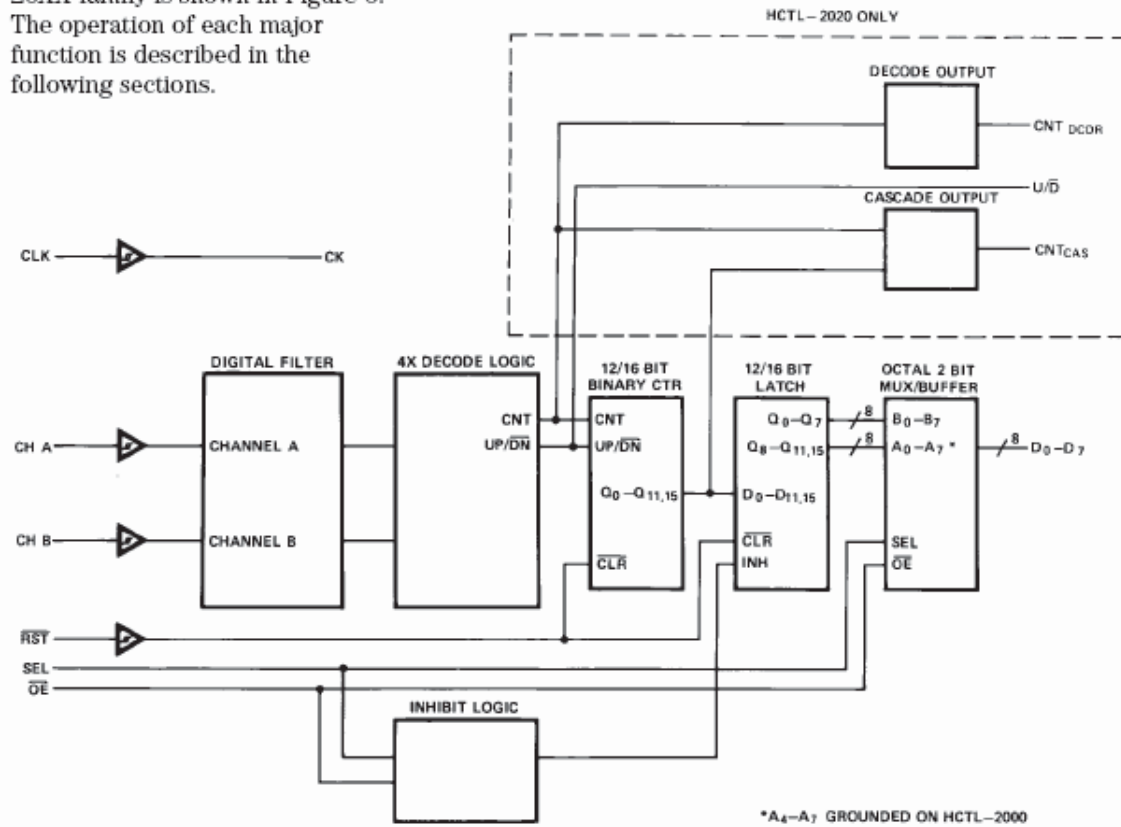 The operation of each major
function is described in the
following sections.
HCTL–2020 ONLY
DECODE OUTPUT
CNT DCDR
U/D̅
CASCADE OUTPUT
CNTCAS
CLK
CK
DIGITAL FILTER
CHANNEL A
CHANNEL B
4X DECODE LOGIC
CNT
UP/D̅N̅
12/16 BIT
BINARY CTR
CNT
UP/D̅N̅
Q0–Q11,15
C̅L̅R̅
12/16 BIT
LATCH
Q0–Q7
Q8–Q11,15
D0–D11,15
C̅L̅R̅
INH
8
8
OCTAL 2 BIT
MUX/BUFFER
B0–B7
A0–A7 *
SEL
O̅E̅
8
D0–D7
CH A
CH B
R̅S̅T̅
SEL
O̅E̅
INHIBIT LOGIC
*A4–A7 GROUNDED ON HCTL–2000